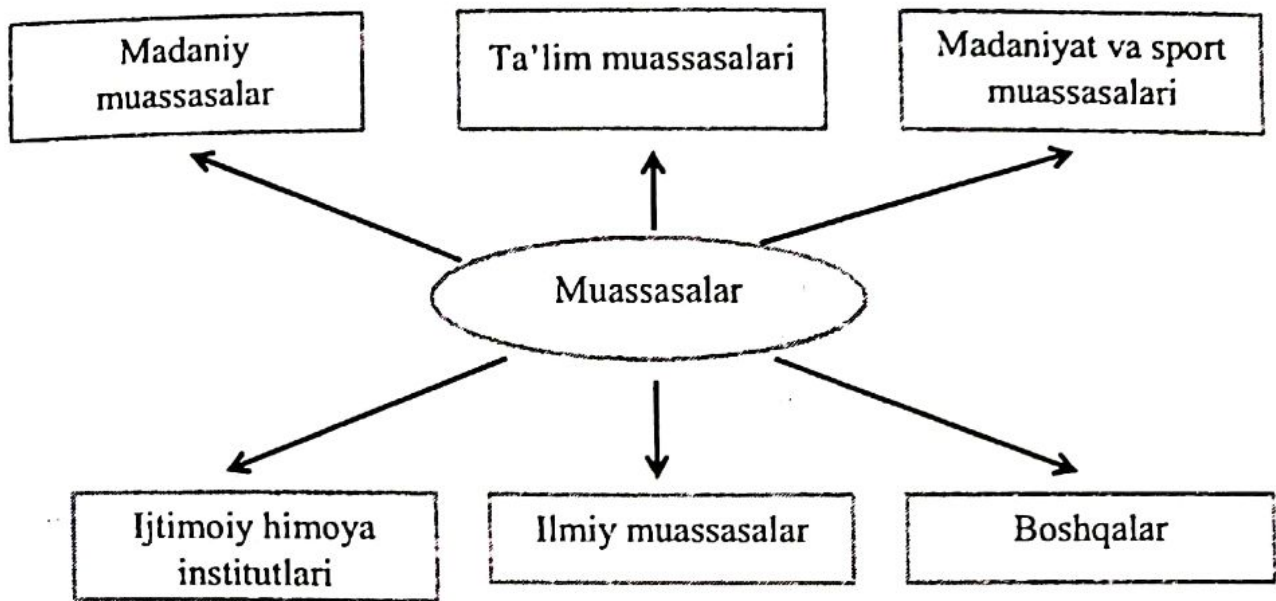 Madaniy
muassasalar
Ta'lim muassasalari
Madaniyat va sport
muassasalari
Muassasalar
Ijtimoiy himoya
institutlari
Ilmiy muassasalar
Boshqalar